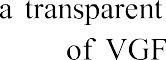 a transparent
of VGF